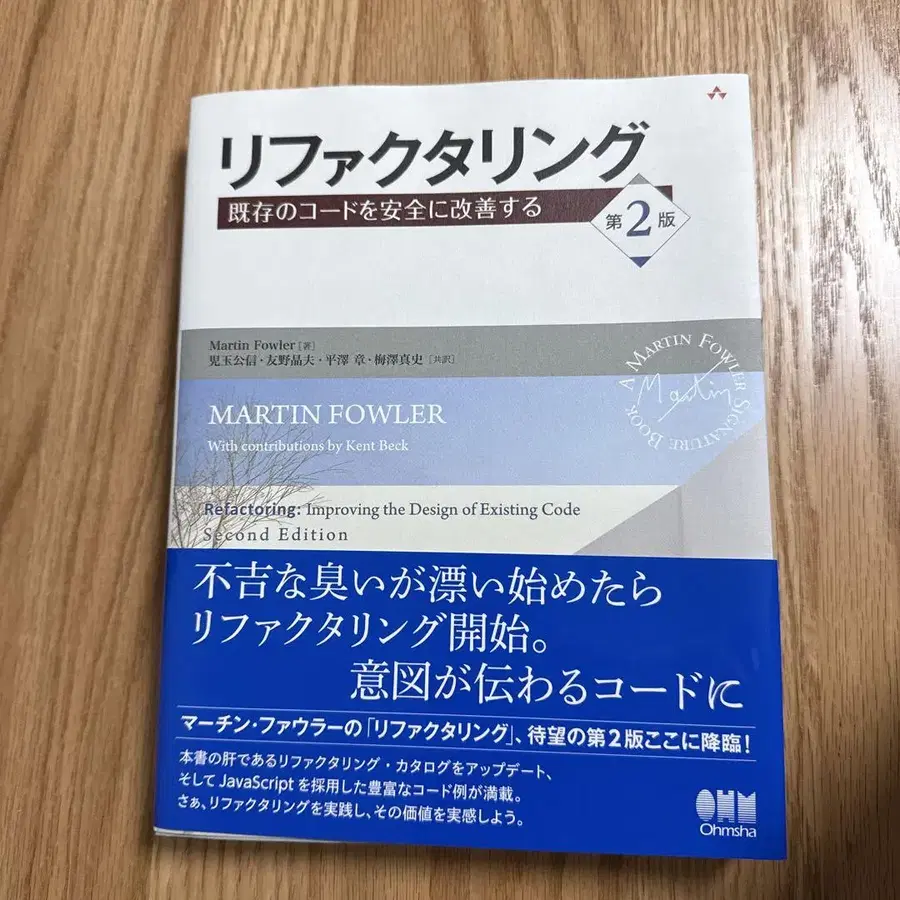 リファクタリング
既存のコードを安全に改善する
第2版
Martin Fowler [著]
児玉公信・友野晶夫・平澤 章・梅澤真史 [共訳]
MARTIN FOWLER
With contributions by Kent Beck
A MARTIN FOWLER SIGNATURE BOOK
Martin
Refactoring: Improving the Design of Existing Code
Second Edition
不吉な臭いが漂い始めたら
リファクタリング開始。
意図が伝わるコードに
マーチン・ファウラーの「リファクタリング」、待望の第2版ここに降臨!
本書の肝であるリファクタリング・カタログをアップデート、
そして JavaScript を採用した豊富なコード例が満載。
さぁ、リファクタリングを実践し、その価値を実感しよう。
OHM
Ohmsha